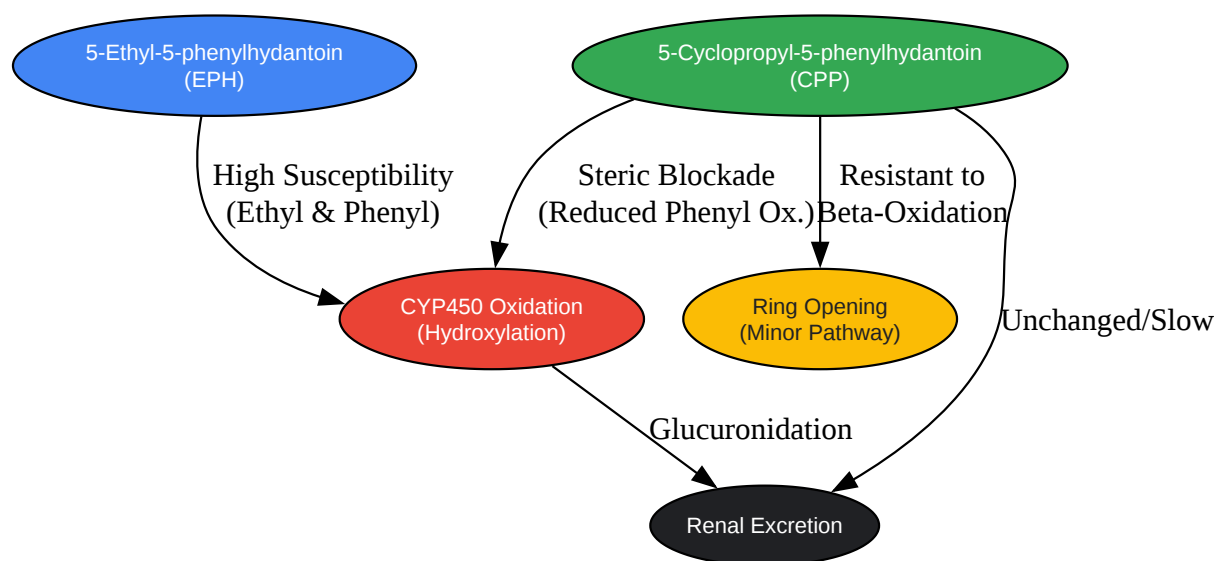 5-Ethyl-5-phenylhydantoin
(EPH)
5-Cyclopropyl-5-phenylhydantoin
(CPP)
High Susceptibility
(Ethyl & Phenyl)
Steric Blockade
(Reduced Phenyl Ox.)
Resistant to
Beta-Oxidation
CYP450 Oxidation
(Hydroxylation)
Ring Opening
(Minor Pathway)
Unchanged/Slow
Glucuronidation
Renal Excretion